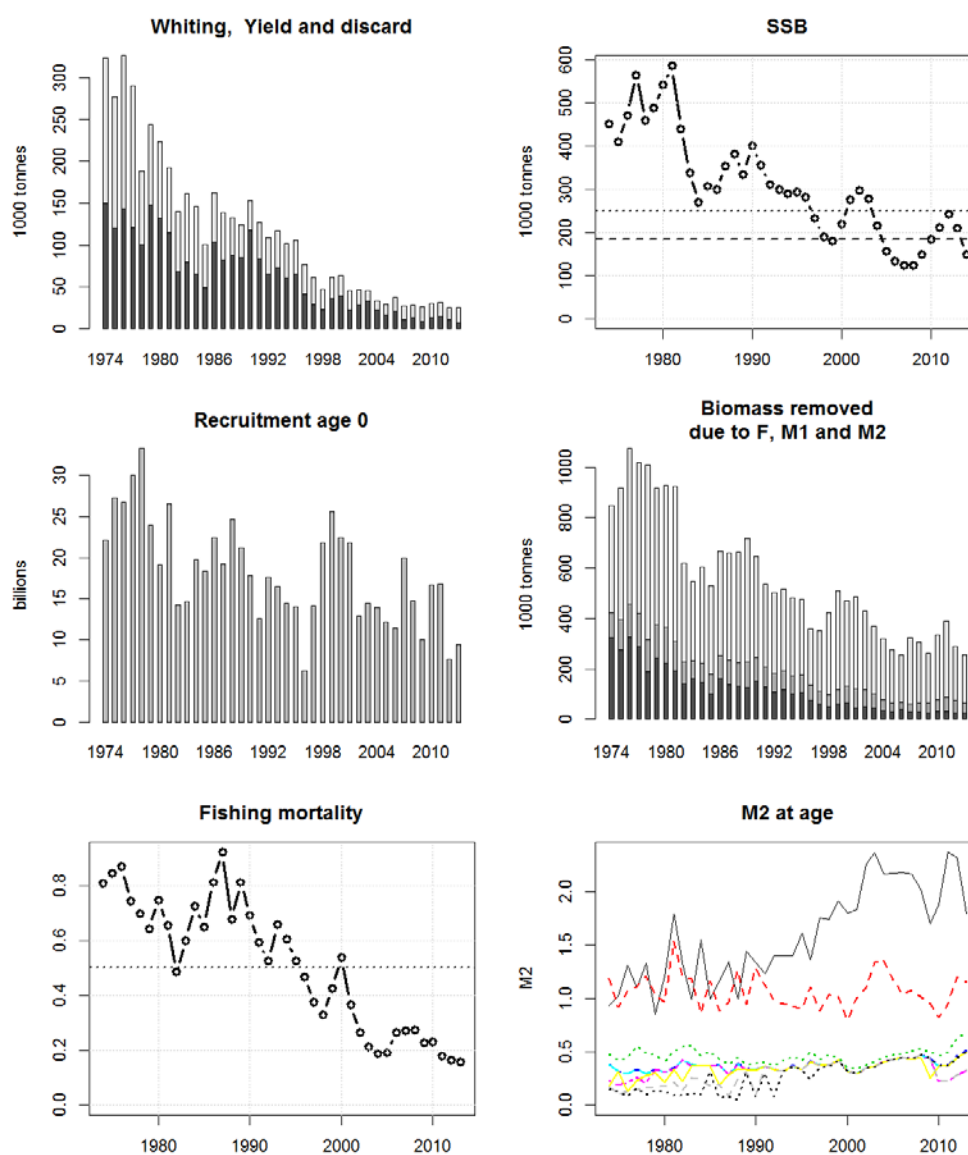 Whiting, Yield and discard
1000 tonnes
0 50 100 150 200 250 300
1974 1980 1986 1992 1998 2004 2010
SSB
1000 tonnes
0 100 200 300 400 500 600
1980 1990 2000 2010
Recruitment age 0
billions
0 5 10 15 20 25 30
1974 1980 1986 1992 1998 2004 2010
Biomass removed
due to F, M1 and M2
1000 tonnes
0 200 400 600 800 1000
1974 1980 1986 1992 1998 2004 2010
Fishing mortality
0.0 0.2 0.4 0.6 0.8
1980 1990 2000 2010
M2 at age
M2
0.0 0.5 1.0 1.5 2.0
1980 1990 2000 2010